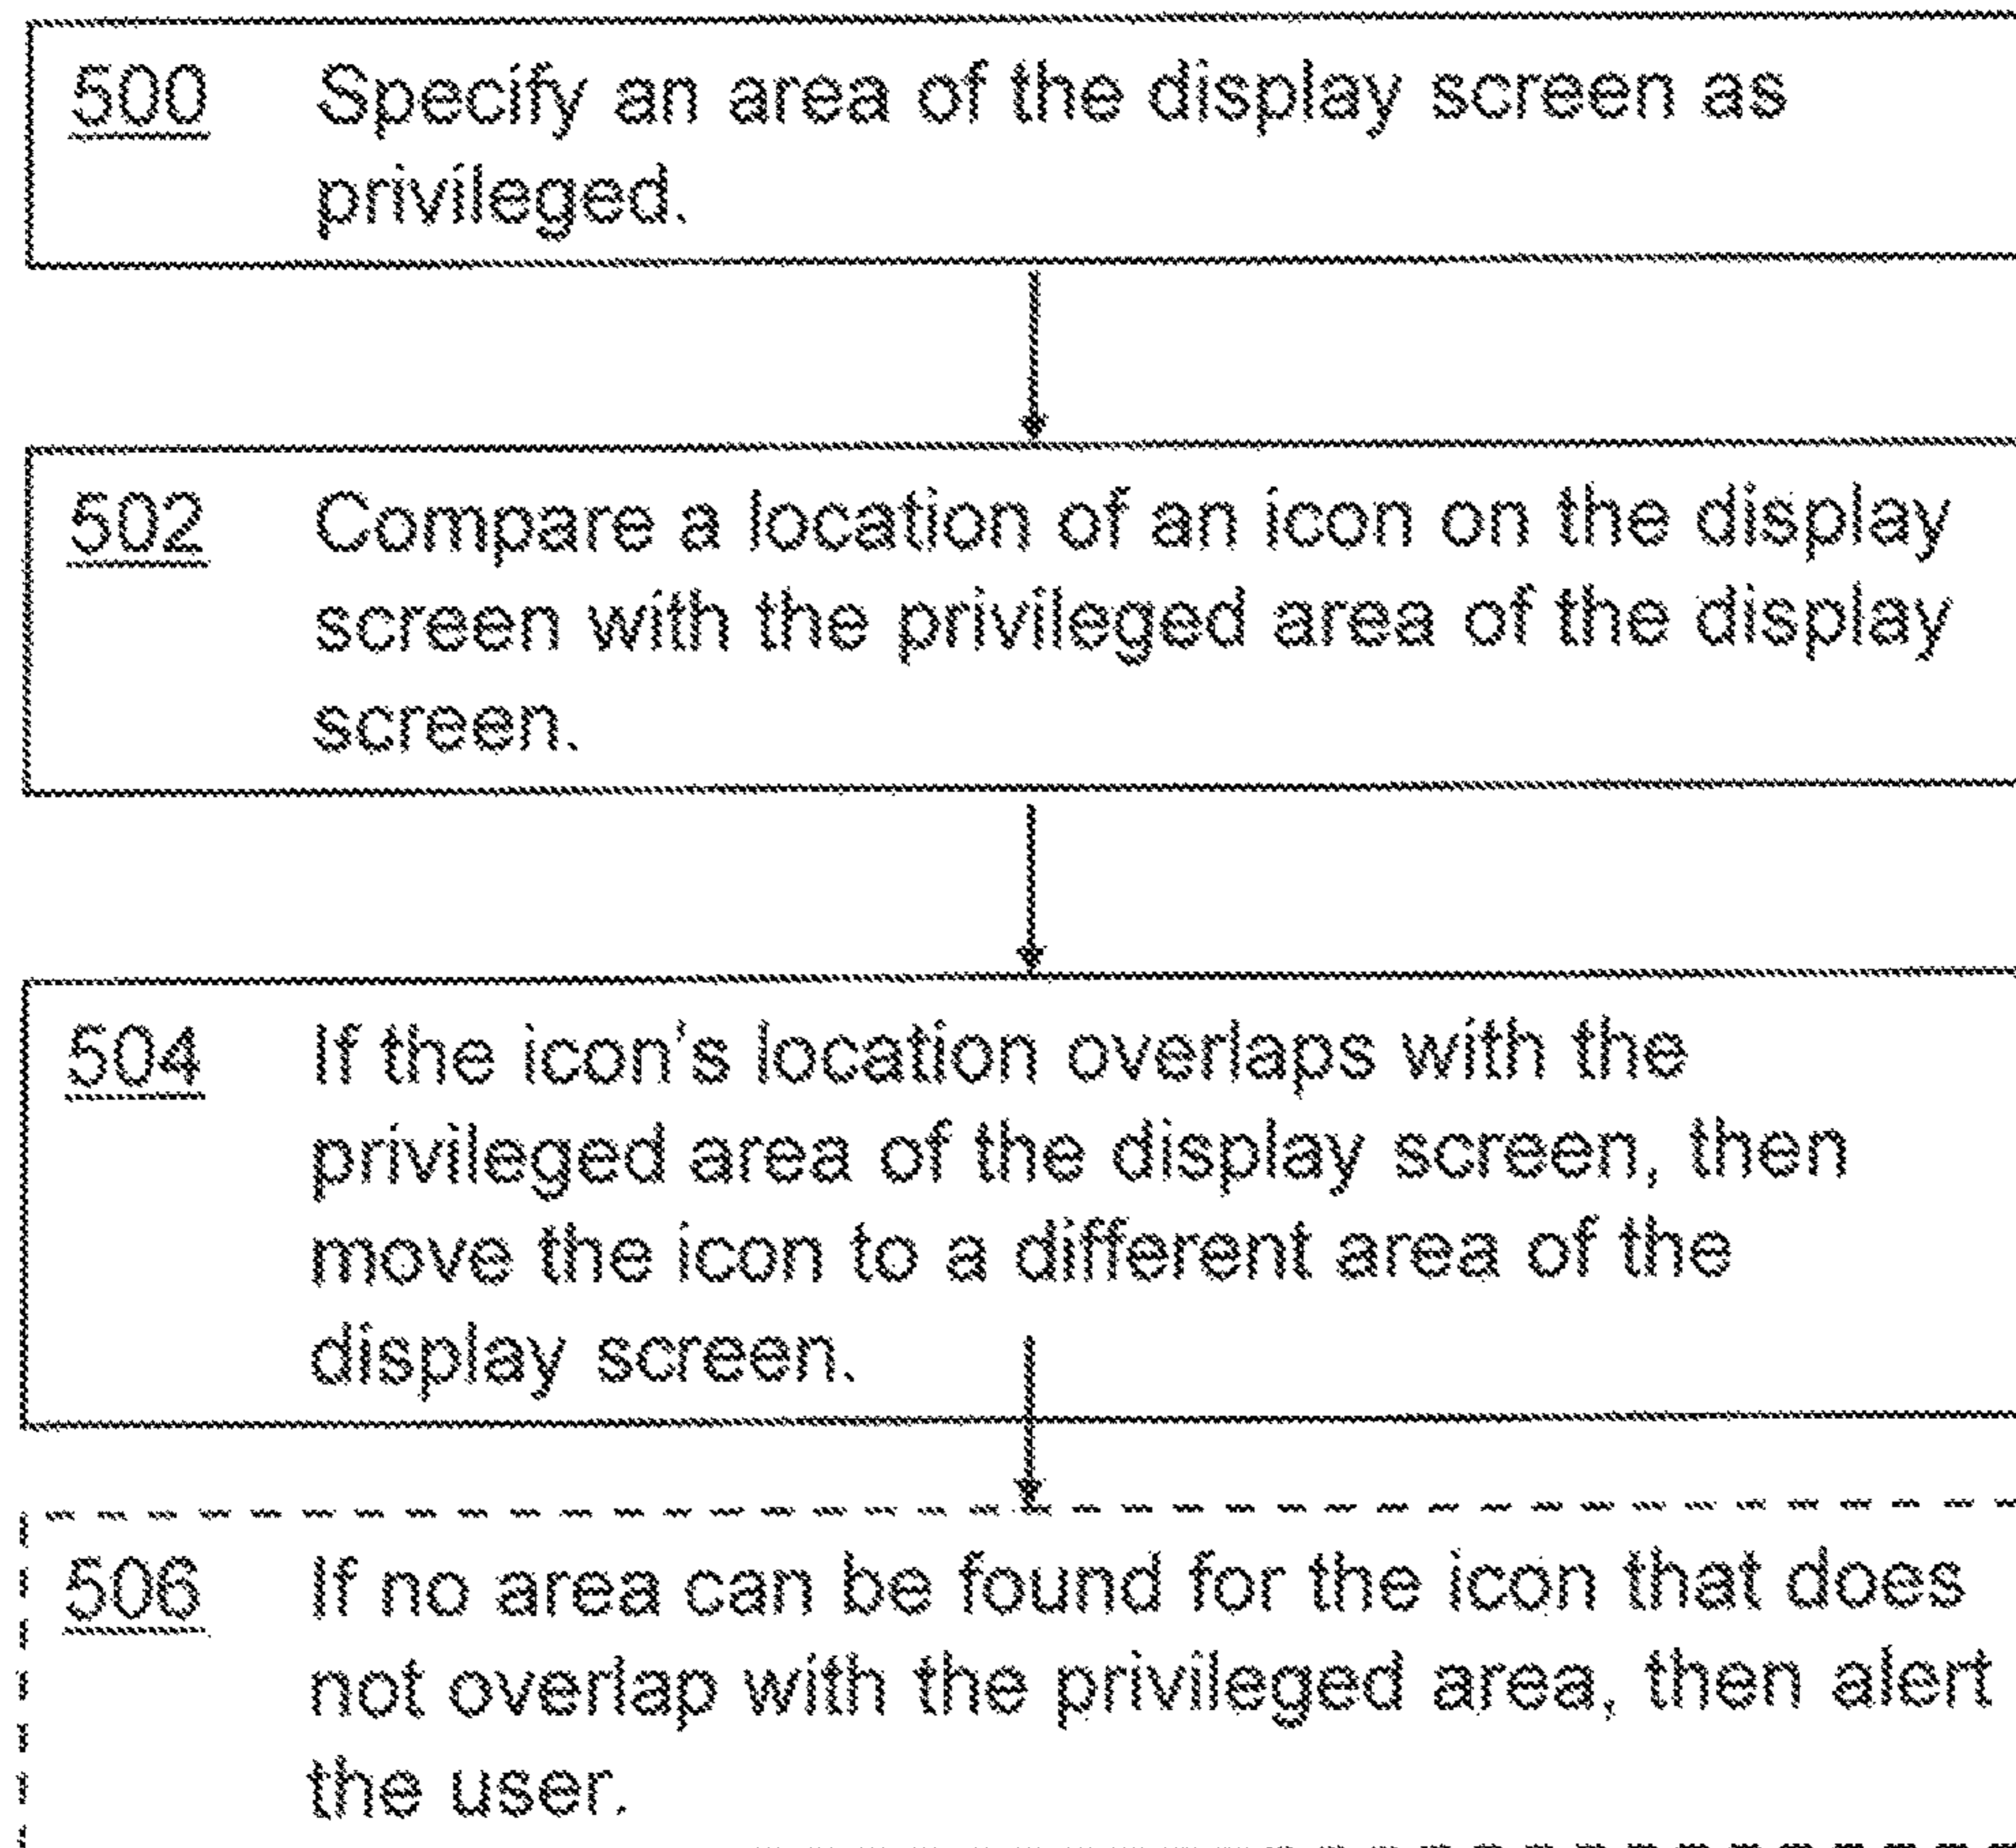 500 Specify an area of the display screen as
privileged.
502 Compare a location of an icon on the display
screen with the privileged area of the display
screen.
504 If the icon's location overlaps with the
privileged area of the display screen, then
move the icon to a different area of the
display screen.
506 If no area can be found for the icon that does
not overlap with the privileged area, then alert
the user.